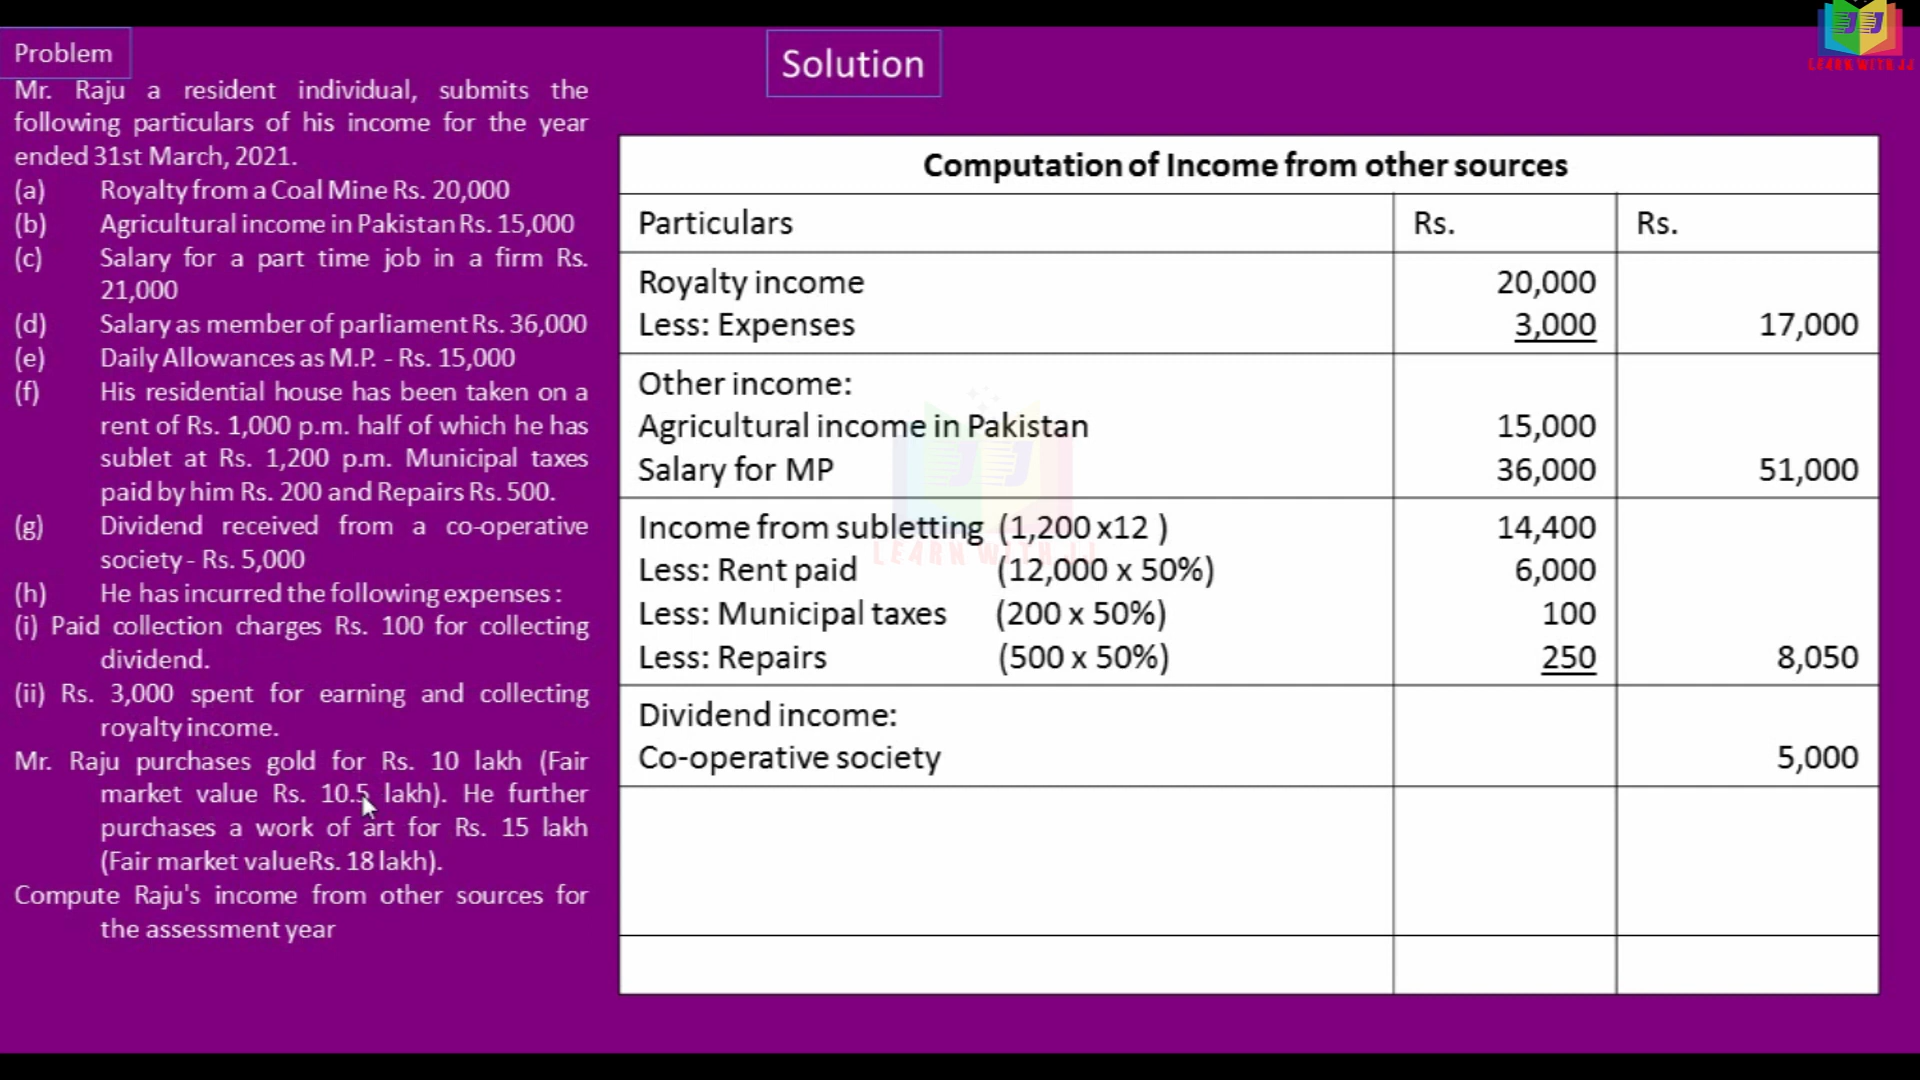 LEARN WITH JJ
Problem
Mr. Raju a resident individual, submits the
following particulars of his income for the year
ended 31st March, 2021.
(a) Royalty from a Coal Mine Rs. 20,000
(b) Agricultural income in Pakistan Rs. 15,000
(c) Salary for a part time job in a firm Rs.
21,000
(d) Salary as member of parliament Rs. 36,000
(e) Daily Allowances as M.P. - Rs. 15,000
(f) His residential house has been taken on a
rent of Rs. 1,000 p.m. half of which he has
sublet at Rs. 1,200 p.m. Municipal taxes
paid by him Rs. 200 and Repairs Rs. 500.
(g) Dividend received from a co-operative
society - Rs. 5,000
(h) He has incurred the following expenses :
(i) Paid collection charges Rs. 100 for collecting
dividend.
(ii) Rs. 3,000 spent for earning and collecting
royalty income.
Mr. Raju purchases gold for Rs. 10 lakh (Fair
market value Rs. 10.5 lakh). He further
purchases a work of art for Rs. 15 lakh
(Fair market valueRs. 18 lakh).
Compute Raju's income from other sources for
the assessment year
Solution
Computation of Income from other sources
Particulars Rs. Rs.
Royalty income 20,000
Less: Expenses 3,000 17,000
Other income:
Agricultural income in Pakistan 15,000
Salary for MP 36,000 51,000
Income from subletting (1,200 x12 ) 14,400
Less: Rent paid (12,000 x 50%) 6,000
Less: Municipal taxes (200 x 50%) 100
Less: Repairs (500 x 50%) 250 8,050
Dividend income:
Co-operative society 5,000
LEARN WITH JJ